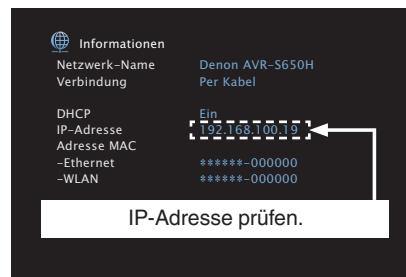 Informationen
Netzwerk-Name Denon AVR-S650H
Verbindung Per Kabel
DHCP Ein
IP-Adresse 192.168.100.19
Adresse MAC
-Ethernet ******-000000
-WLAN ******-000000
IP-Adresse prüfen.